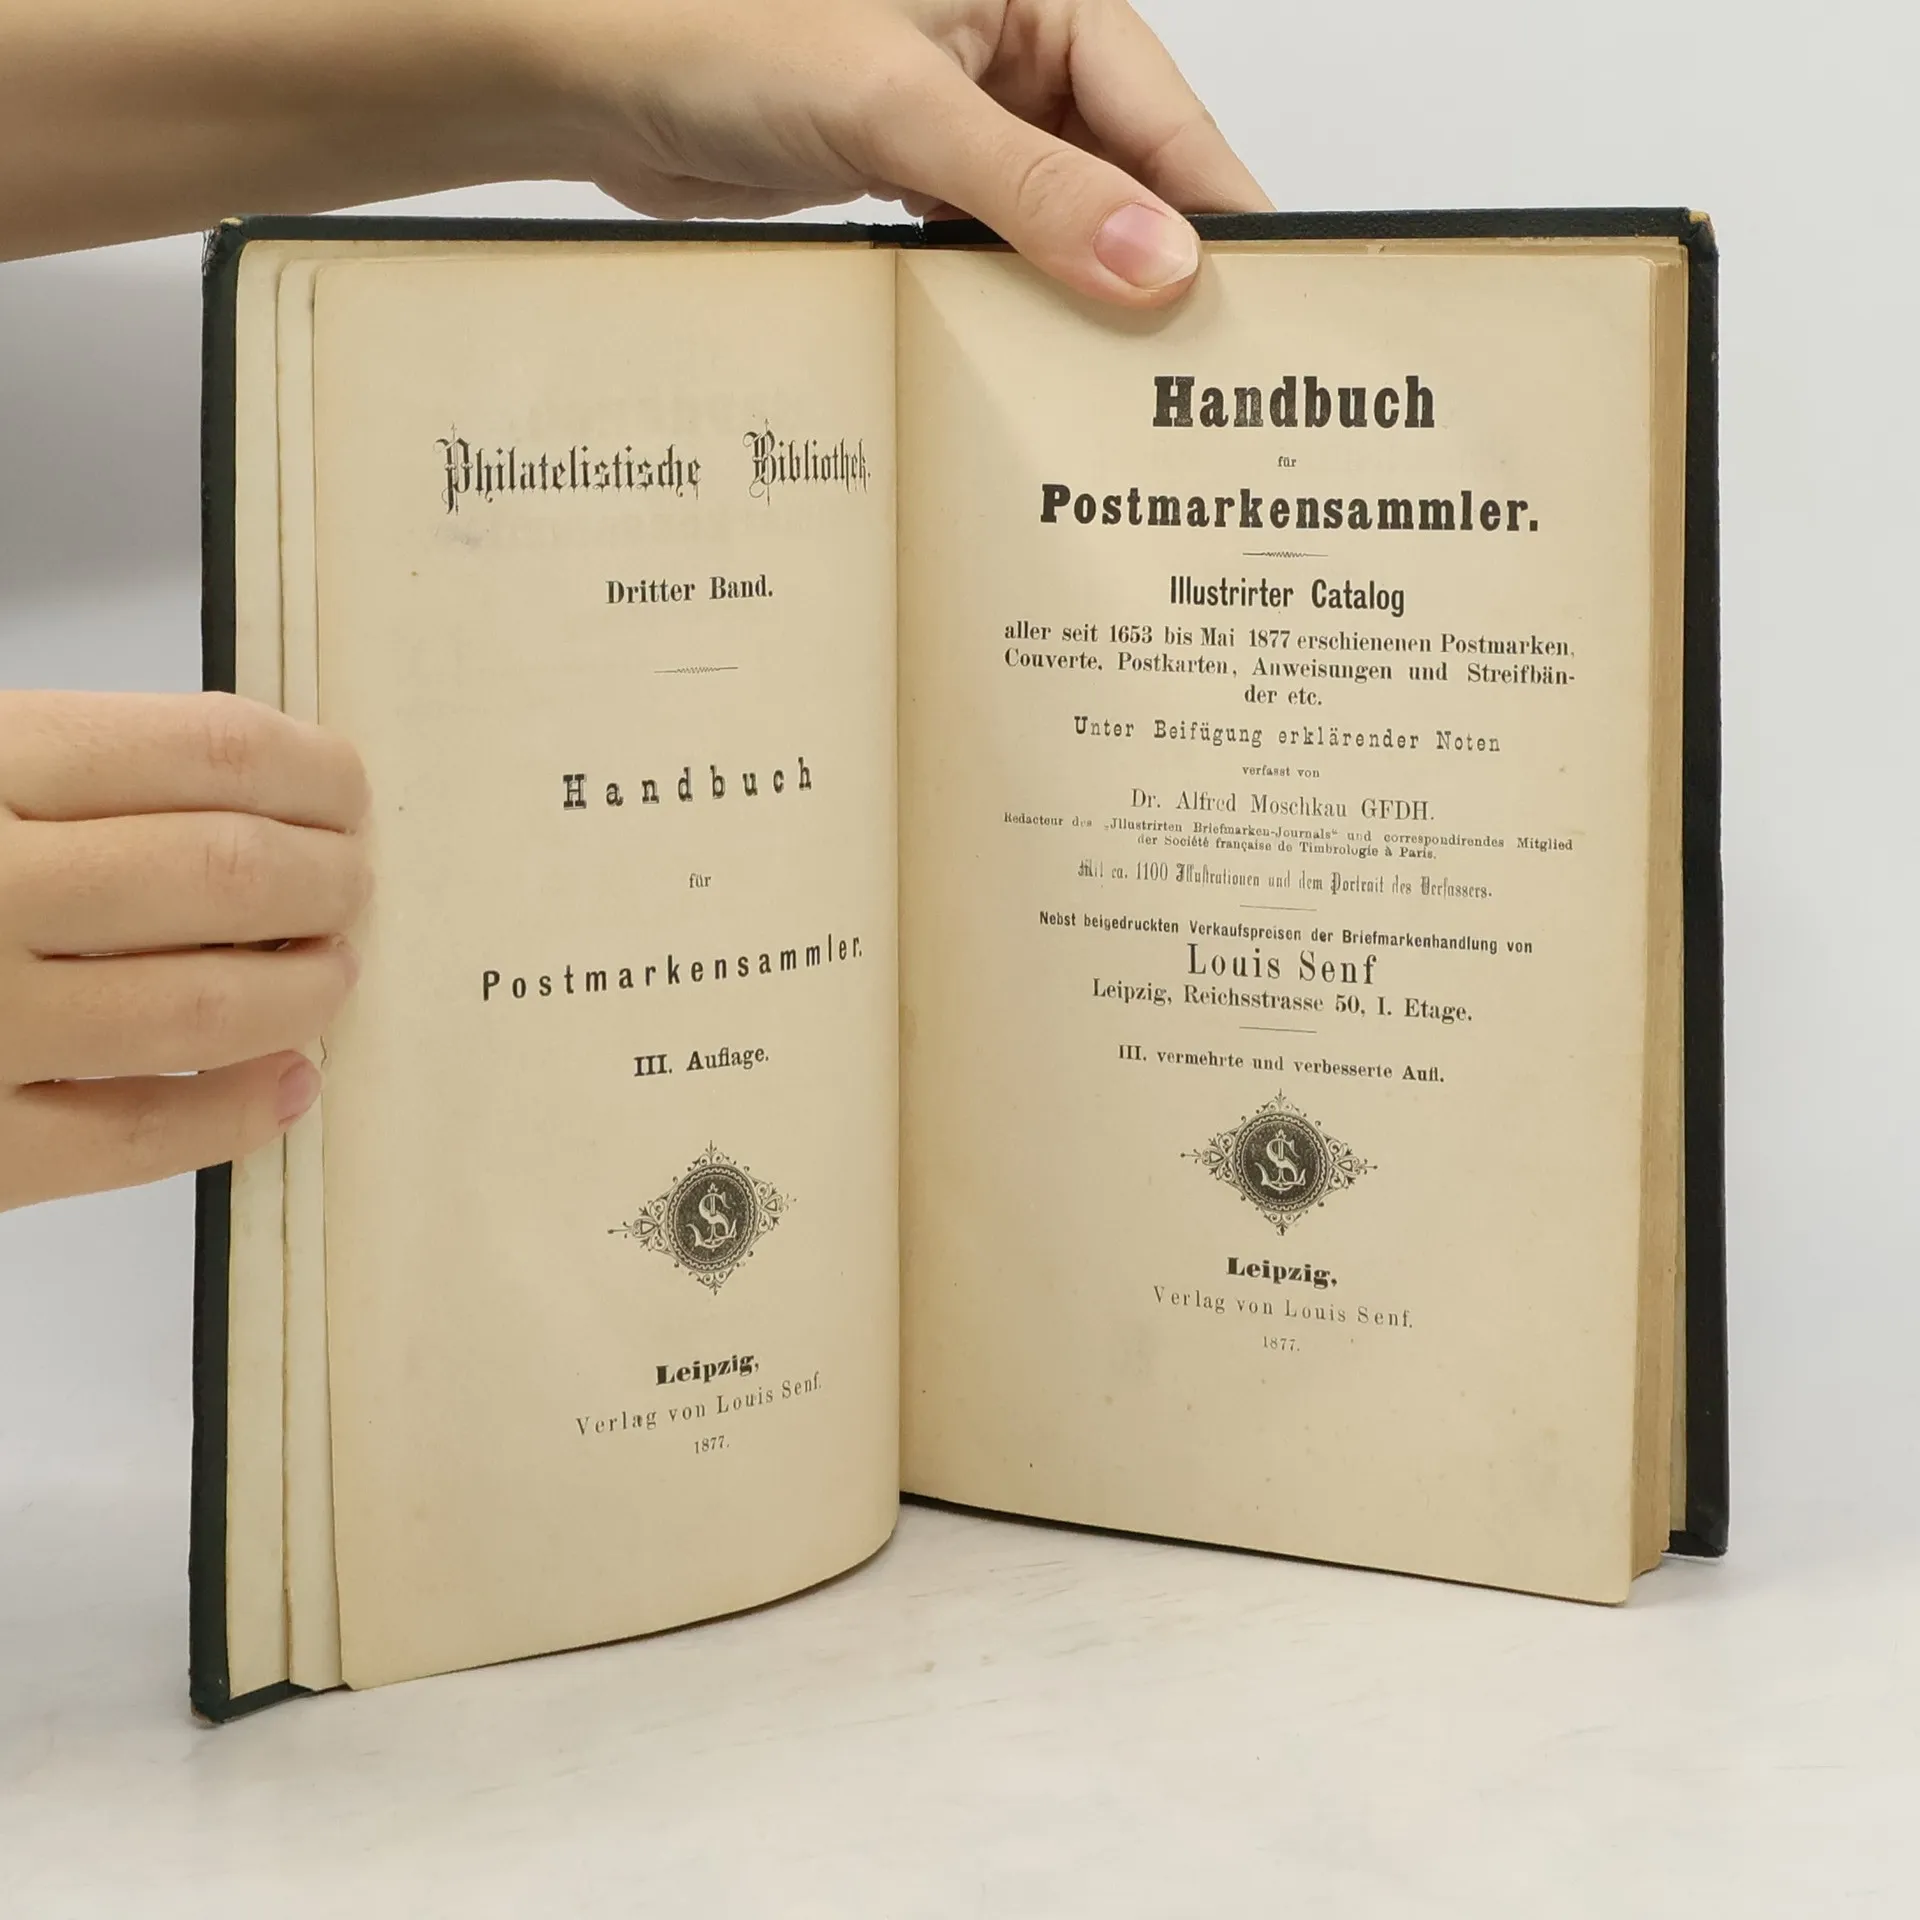 Philatelistische Bibliothek.
Dritter Band.
Handbuch
für
Postmarkensammler.
III. Auflage.
LS
Leipzig,
Verlag von Louis Senf.
1877.
Handbuch
für
Postmarkensammler.
Illustrirter Catalog
aller seit 1653 bis Mai 1877 erschienenen Postmarken,
Couverte. Postkarten, Anweisungen und Streifbän-
der etc.
Unter Beifügung erklärender Noten
verfasst von
Dr. Alfred Moschkau GFDH.
Redacteur des „Jllustrirten Briefmarken-Journals“ und correspondirendes Mitglied
der Société française de Timbrologie à Paris.
Mit ca. 1100 Illustrationen und dem Portrait des Verfassers.
Nebst beigedruckten Verkaufspreisen der Briefmarkenhandlung von
Louis Senf
Leipzig, Reichsstrasse 50, I. Etage.
III. vermehrte und verbesserte Aufl.
LS
Leipzig,
Verlag von Louis Senf.
1877.